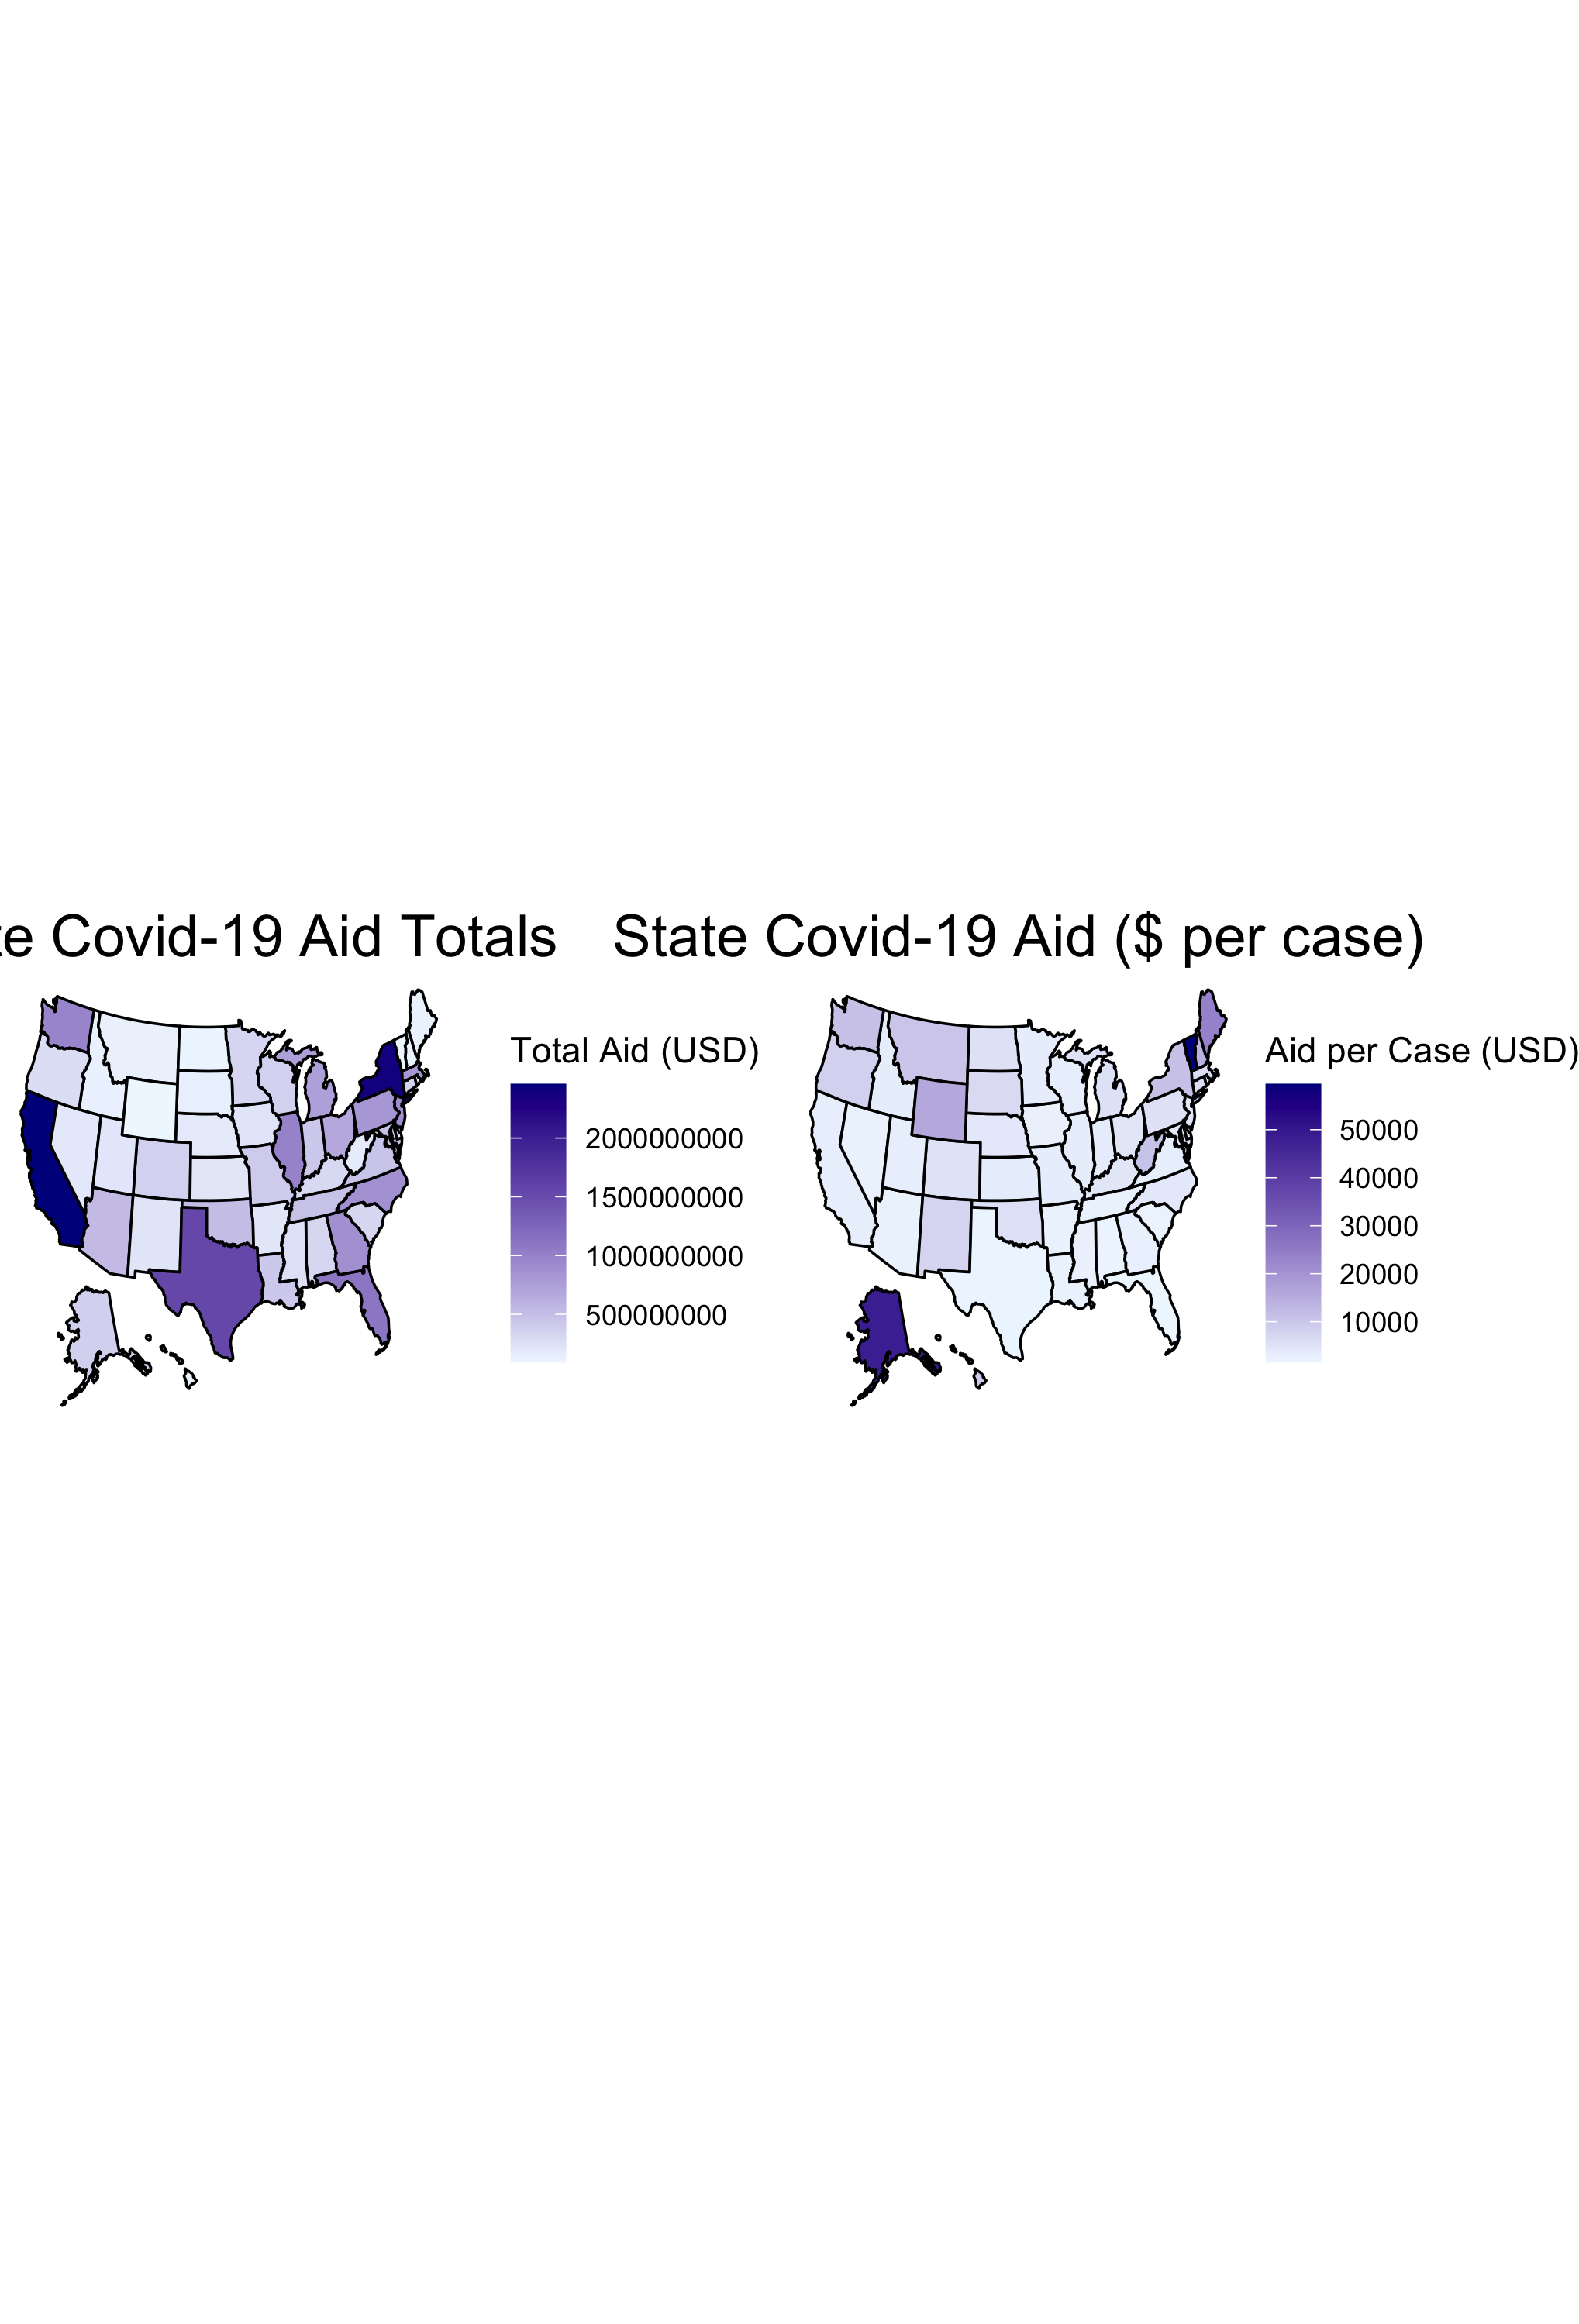 te Covid-19 Aid Totals
Total Aid (USD)
2000000000
1500000000
1000000000
500000000
State Covid-19 Aid ($ per case)
Aid per Case (USD)
50000
40000
30000
20000
10000